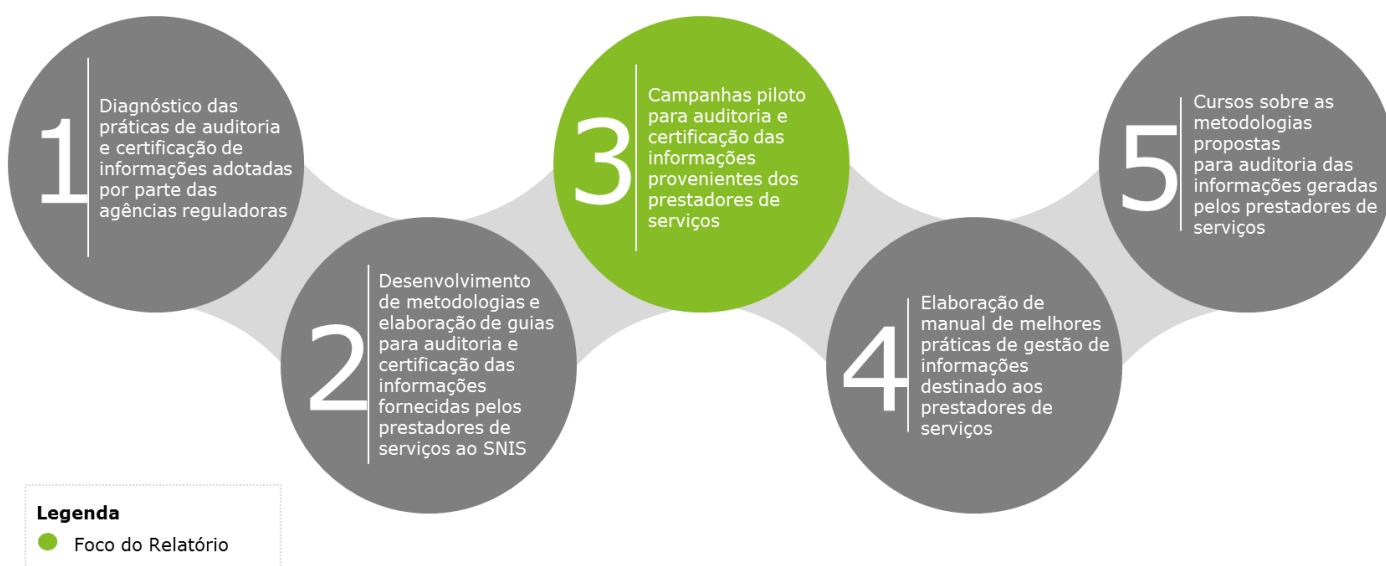 1
Diagnóstico das
práticas de auditoria
e certificação de
informações adotadas
por parte das
agências reguladoras
2
Desenvolvimento
de metodologias e
elaboração de guias
para auditoria e
certificação das
informações
fornecidas pelos
prestadores de
serviços ao SNIS
3
Campanhas piloto
para auditoria e
certificação das
informações
provenientes dos
prestadores de
serviços
4
Elaboração de
manual de melhores
práticas de gestão de
informações
destinado aos
prestadores de
serviços
5
Cursos sobre as
metodologias
propostas
para auditoria das
informações geradas
pelos prestadores de
serviços
Legenda
Foco do Relatório